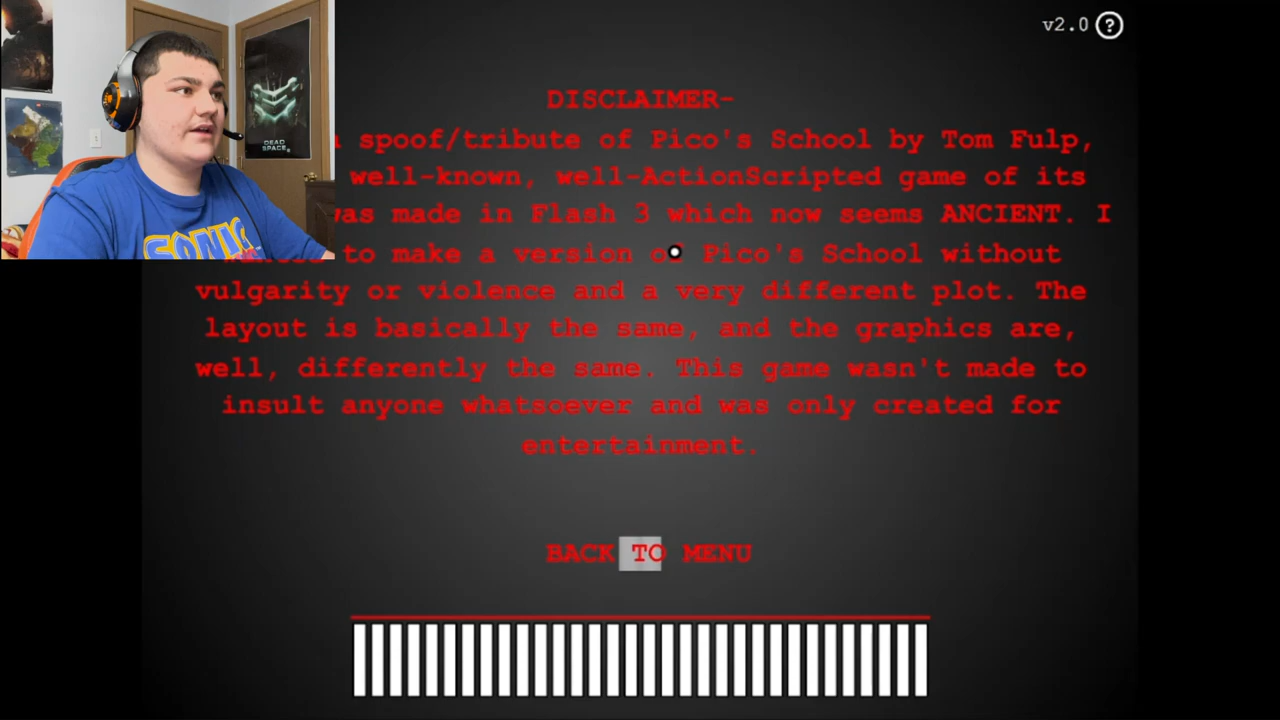 v2.0 ?
DEAD
SPACE
SONIC
DISCLAIMER-
spoof/tribute of Pico's School by Tom Fulp,
well-known, well-ActionScripted game of its
was made in Flash 3 which now seems ANCIENT. I
to make a version of Pico's School without
vulgarity or violence and a very different plot. The
layout is basically the same, and the graphics are,
well, differently the same. This game wasn't made to
insult anyone whatsoever and was only created for
entertainment.
BACK TO MENU